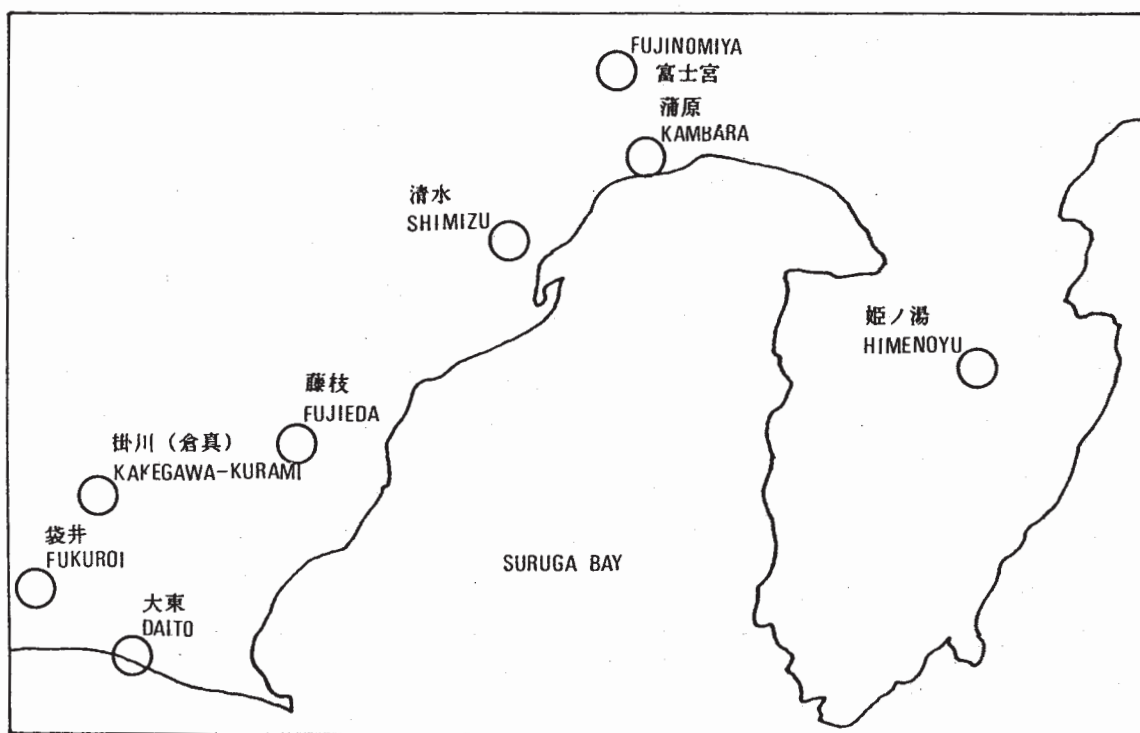 FUJINOMIYA
富士宮
蒲原
KAMBARA
清水
SHIMIZU
姫ノ湯
HIMENOYU
藤枝
FUJIEDA
掛川（倉真）
KAKEGAWA-KURAMI
袋井
FUKUROI
SURUGA BAY
大東
DAITO